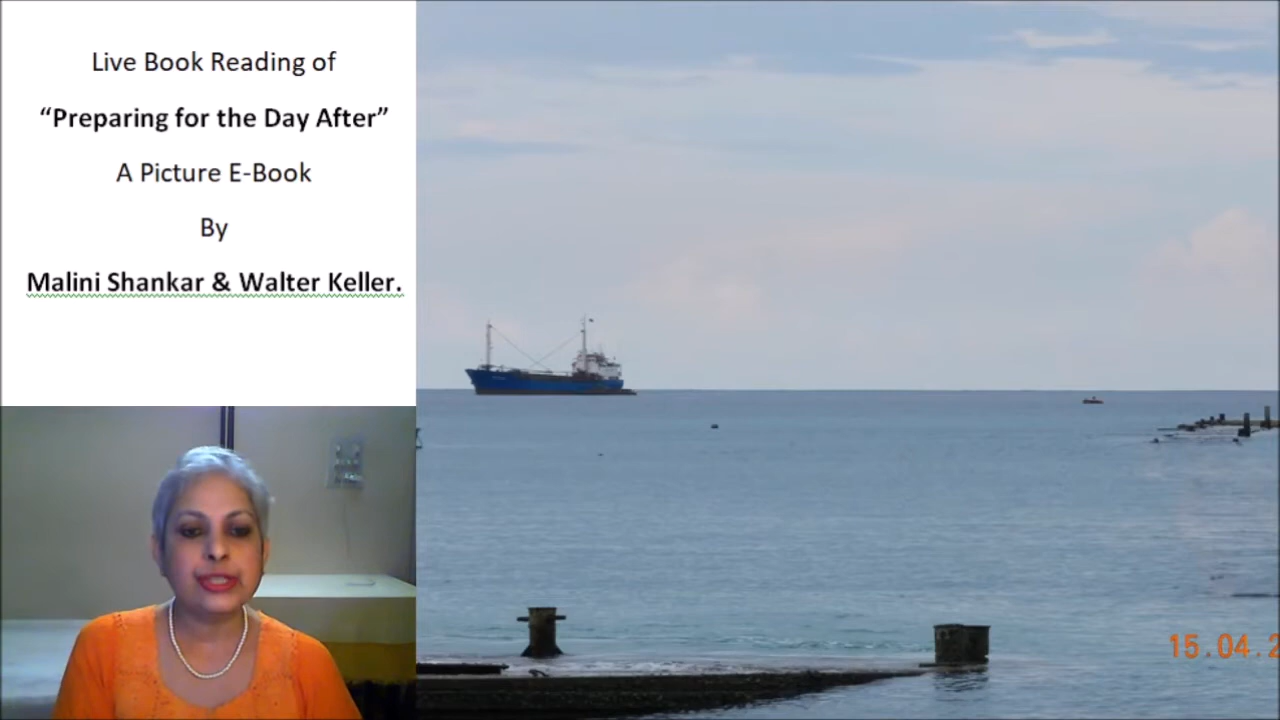 Live Book Reading of
“Preparing for the Day After”
A Picture E-Book
By
Malini Shankar & Walter Keller.
15.04.2